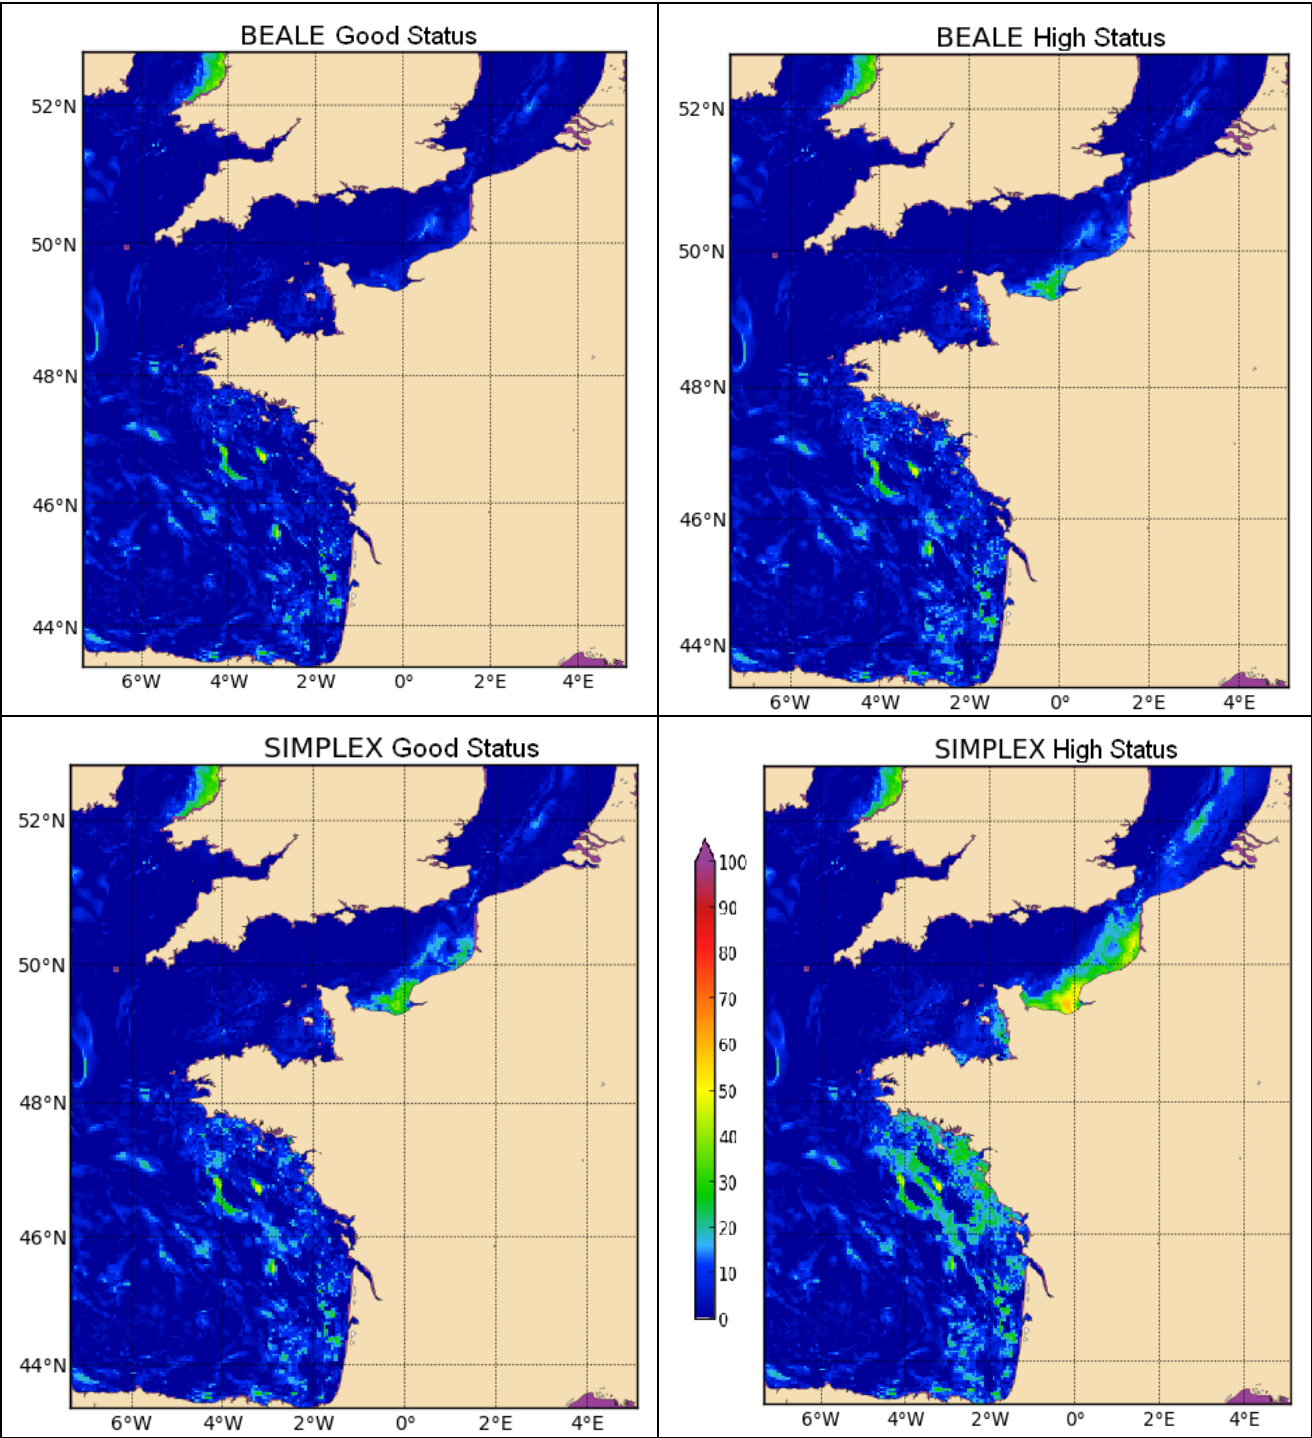 BEALE Good Status
52°N
50°N
48°N
46°N
44°N
6°W 4°W 2°W 0° 2°E 4°E
BEALE High Status
52°N
50°N
48°N
46°N
44°N
6°W 4°W 2°W 0° 2°E 4°E
SIMPLEX Good Status
52°N
50°N
48°N
46°N
44°N
6°W 4°W 2°W 0° 2°E 4°E
SIMPLEX High Status
100
90
80
70
60
50
40
30
20
10
0
6°W 4°W 2°W 0° 2°E 4°E